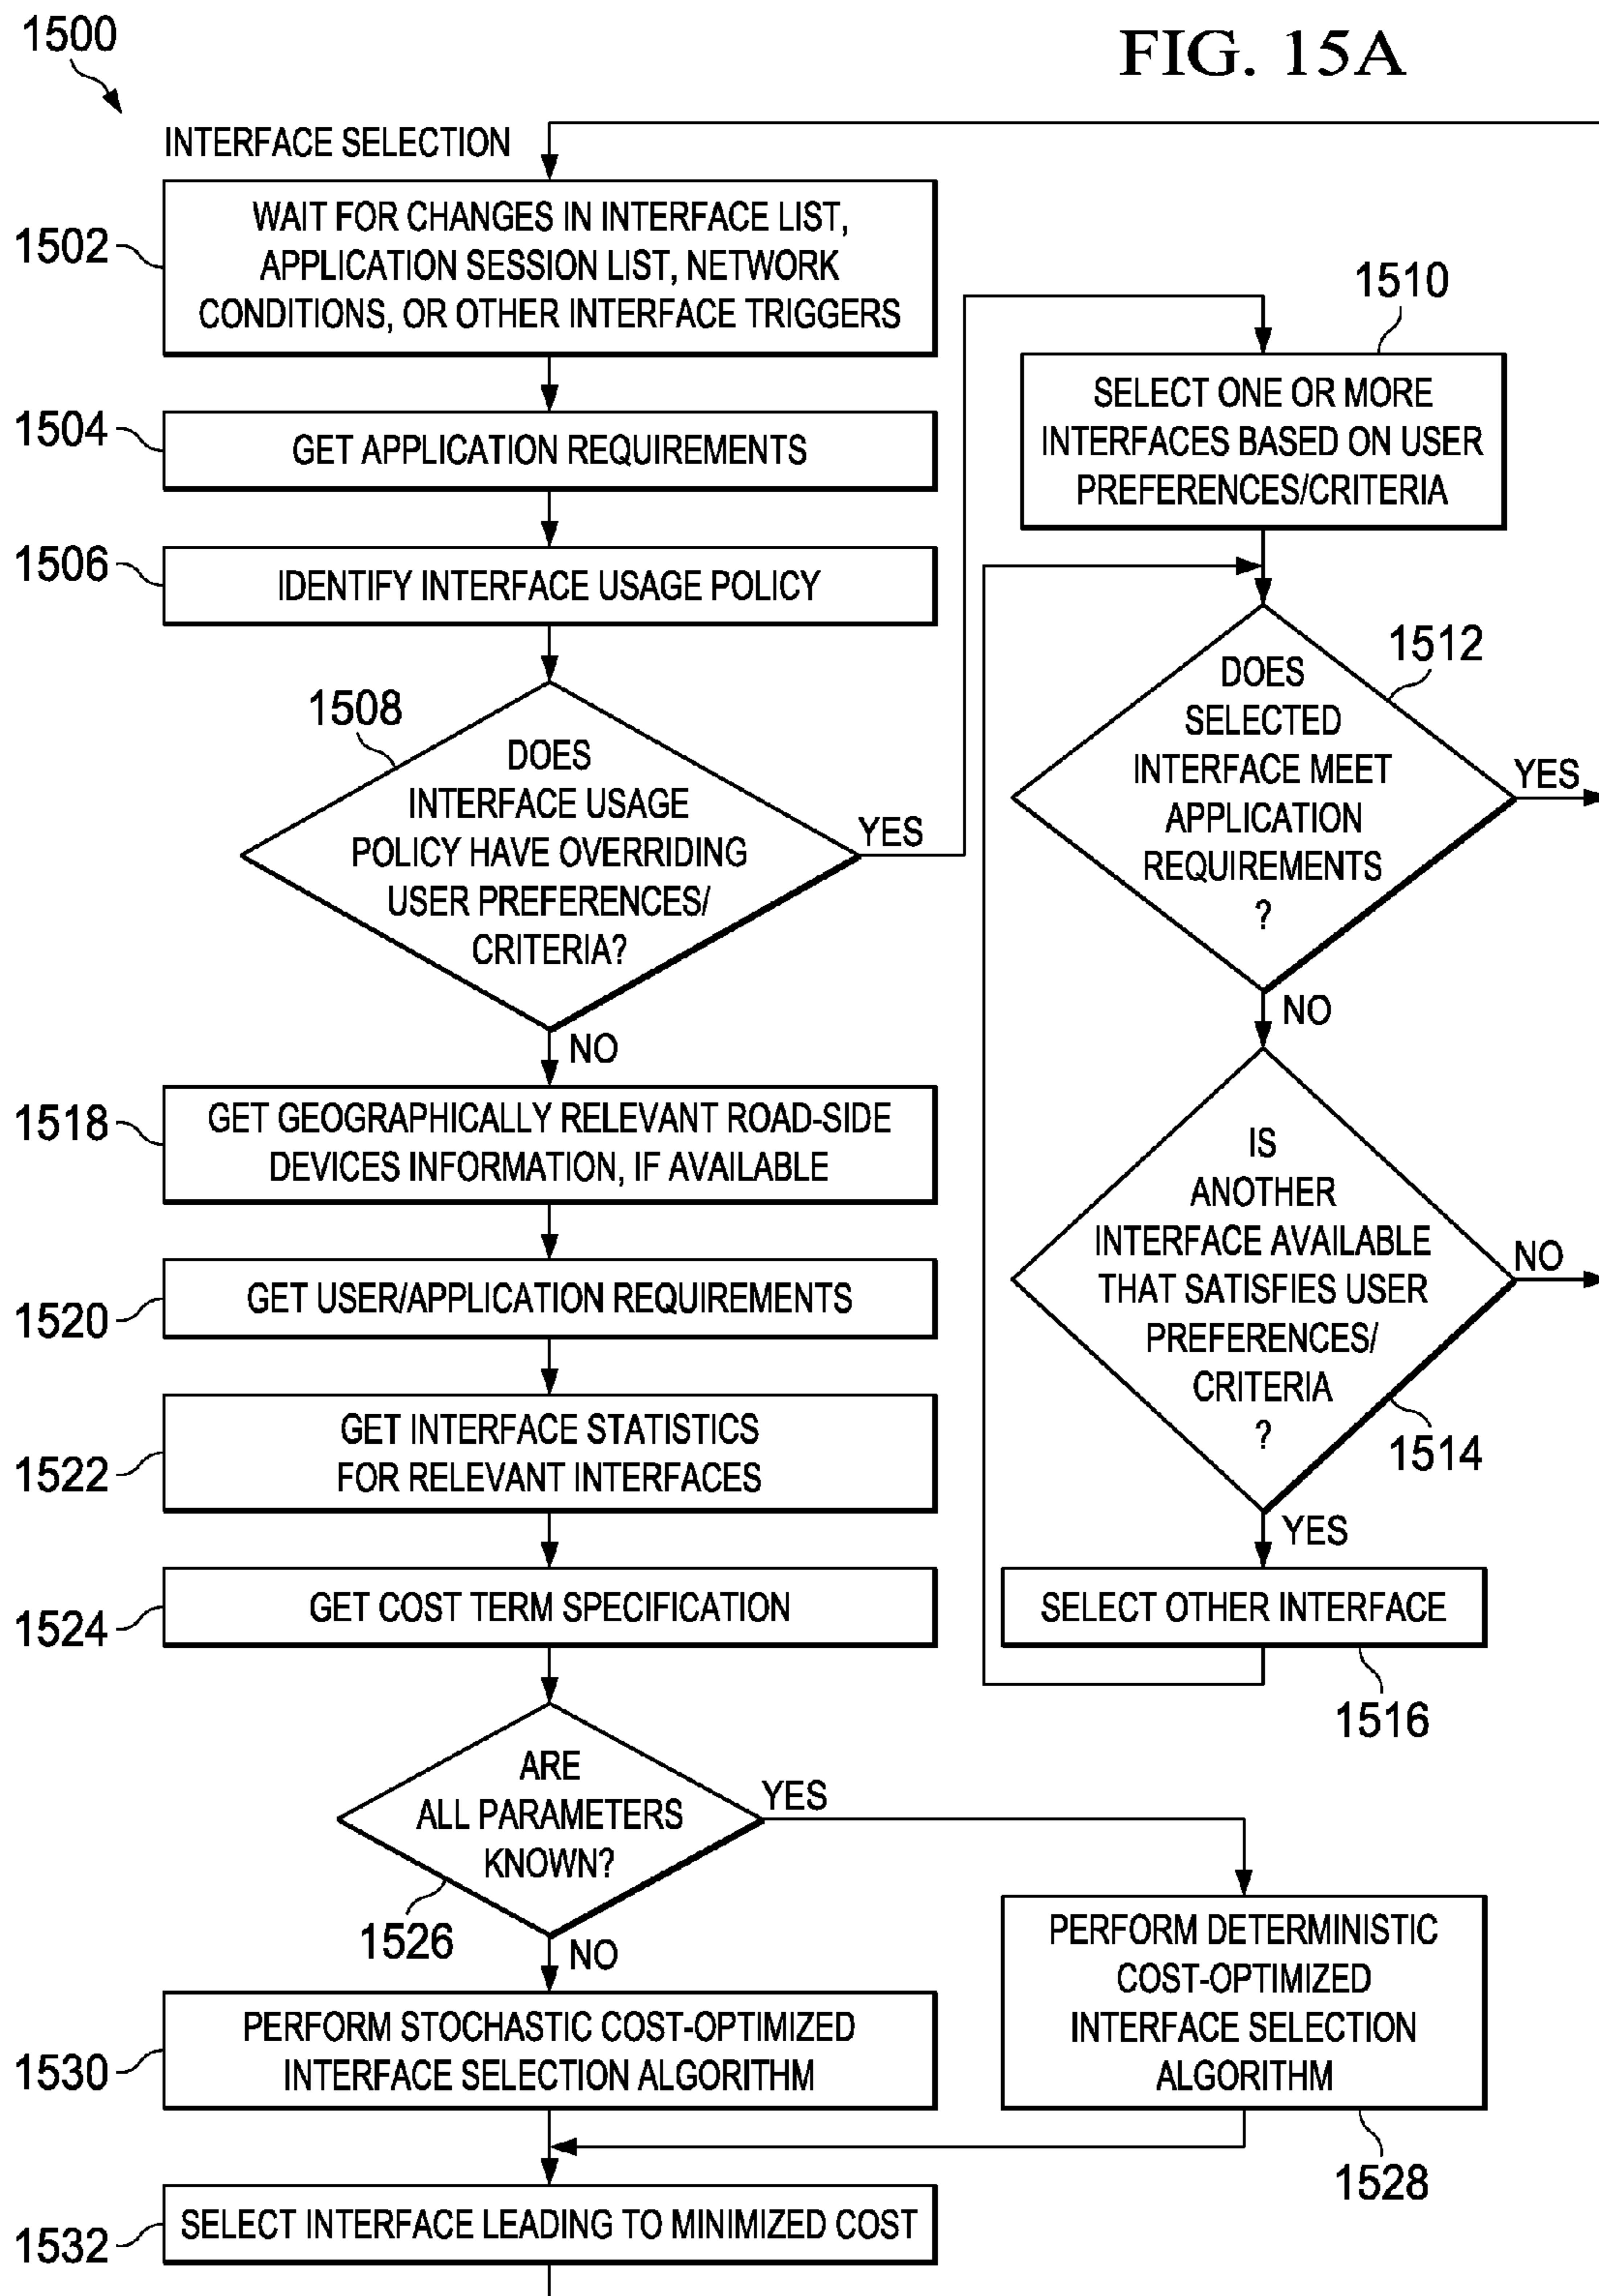 1500
FIG. 15A
INTERFACE SELECTION
1502
WAIT FOR CHANGES IN INTERFACE LIST,
APPLICATION SESSION LIST, NETWORK
CONDITIONS, OR OTHER INTERFACE TRIGGERS
1504
GET APPLICATION REQUIREMENTS
1506
IDENTIFY INTERFACE USAGE POLICY
1508
DOES
INTERFACE USAGE
POLICY HAVE OVERRIDING
USER PREFERENCES/
CRITERIA?
YES
NO
1510
SELECT ONE OR MORE
INTERFACES BASED ON USER
PREFERENCES/CRITERIA
1512
DOES
SELECTED
INTERFACE MEET
APPLICATION
REQUIREMENTS
?
YES
NO
IS
ANOTHER
INTERFACE AVAILABLE
THAT SATISFIES USER
PREFERENCES/
CRITERIA
?
NO
1514
YES
SELECT OTHER INTERFACE
1516
1518
GET GEOGRAPHICALLY RELEVANT ROAD-SIDE
DEVICES INFORMATION, IF AVAILABLE
1520
GET USER/APPLICATION REQUIREMENTS
1522
GET INTERFACE STATISTICS
FOR RELEVANT INTERFACES
1524
GET COST TERM SPECIFICATION
ARE
ALL PARAMETERS
KNOWN?
YES
1526
NO
PERFORM DETERMINISTIC
COST-OPTIMIZED
INTERFACE SELECTION
ALGORITHM
1528
1530
PERFORM STOCHASTIC COST-OPTIMIZED
INTERFACE SELECTION ALGORITHM
1532
SELECT INTERFACE LEADING TO MINIMIZED COST